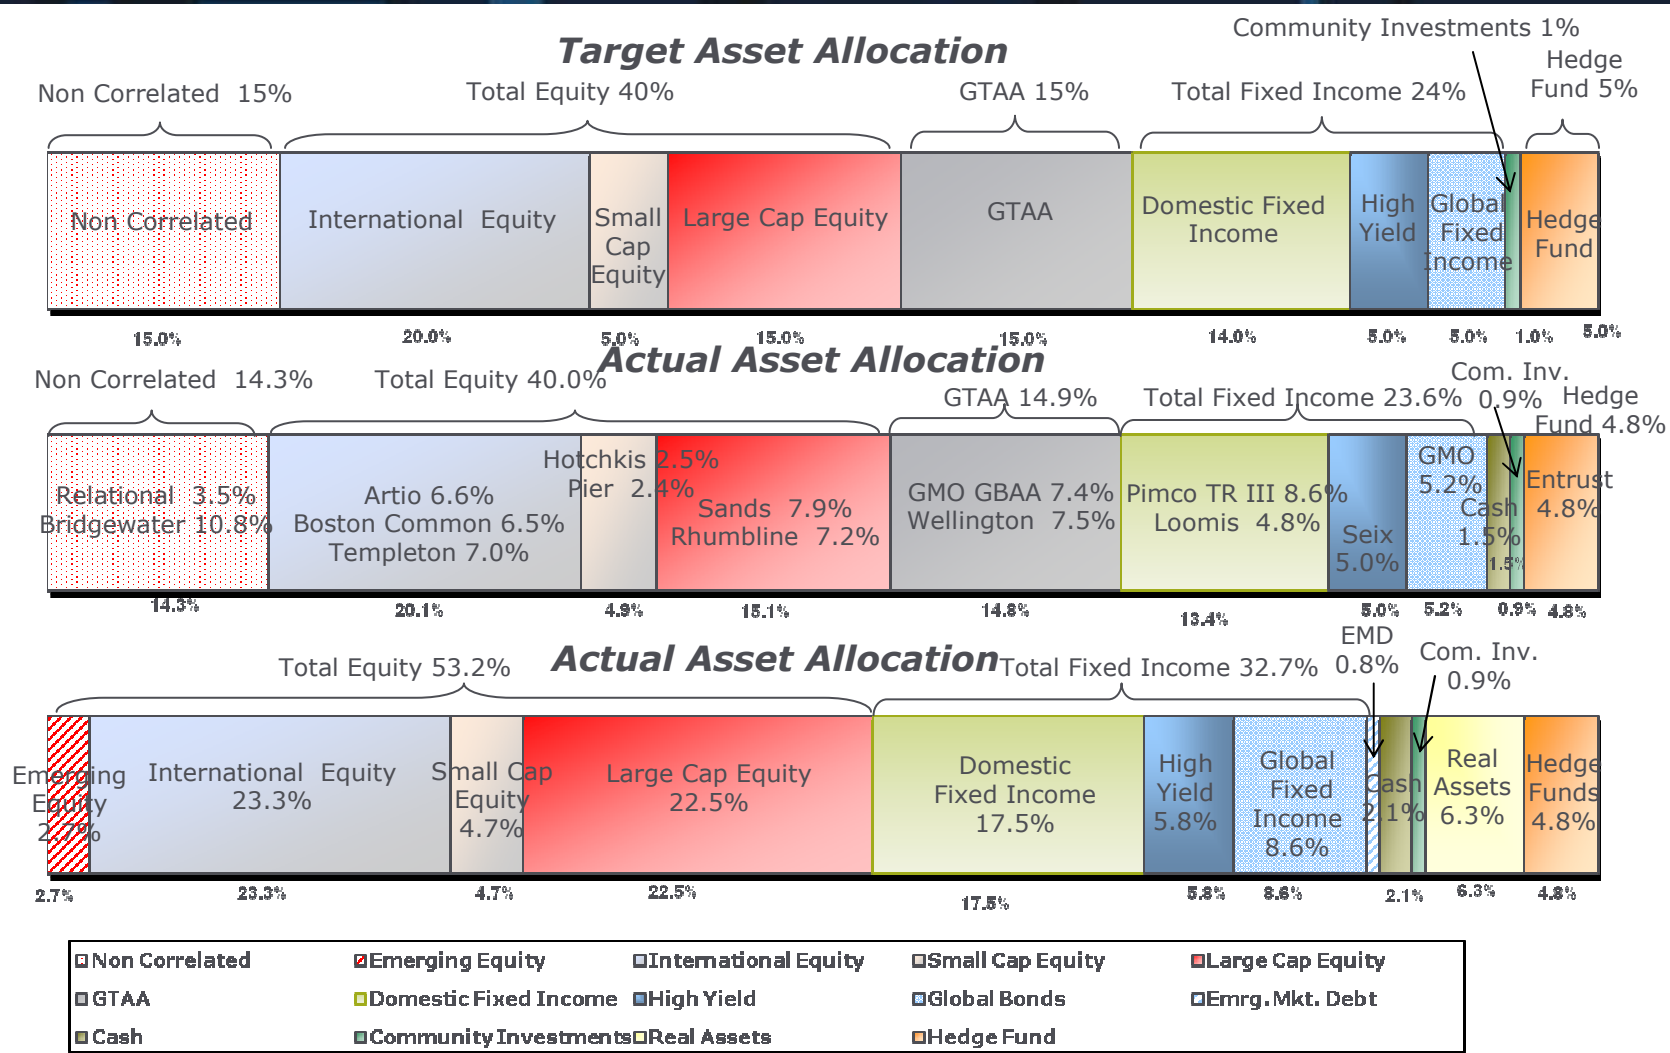 Community Investments 1%
Target Asset Allocation
Hedge
Fund 5%
Non Correlated 15%
Total Equity 40%
GTAA 15%
Total Fixed Income 24%
Non Correlated
International Equity
Small
Cap
Equity
Large Cap Equity
GTAA
Domestic Fixed
Income
High
Yield
Global
Fixed
Income
Hedge
Fund
15.0%
20.0%
5.0%
15.0%
15.0%
14.0%
5.0%
5.0%
1.0%
5.0%
Actual Asset Allocation
Non Correlated 14.3%
Total Equity 40.0%
GTAA 14.9%
Total Fixed Income 23.6%
Com. Inv.
0.9%
Hedge
Fund 4.8%
Relational 3.5%
Bridgewater 10.8%
Artio 6.6%
Boston Common 6.5%
Templeton 7.0%
Hotchkis 2.5%
Pier 2.4%
Sands 7.9%
Rhumbline 7.2%
GMO GBAA 7.4%
Wellington 7.5%
Pimco TR III 8.6%
Loomis 4.8%
Seix
5.0%
GMO
5.2%
Cash
1.5%
1.5%
Entrust
4.8%
14.3%
20.1%
4.9%
15.1%
14.8%
13.4%
5.0%
5.2%
0.9%
4.8%
Actual Asset Allocation
Total Equity 53.2%
Total Fixed Income 32.7%
EMD
0.8%
Com. Inv.
0.9%
Emerging
Equity
2.7%
International Equity
23.3%
Small Cap
Equity
4.7%
Large Cap Equity
22.5%
Domestic
Fixed Income
17.5%
High
Yield
5.8%
Global
Fixed
Income
8.6%
Cash
2.1%
Real
Assets
6.3%
Hedge
Funds
4.8%
2.7%
23.3%
4.7%
22.5%
17.5%
5.8%
8.6%
2.1%
6.3%
4.8%
Non Correlated
Emerging Equity
International Equity
Small Cap Equity
Large Cap Equity
GTAA
Domestic Fixed Income
High Yield
Global Bonds
Emrg. Mkt. Debt
Cash
Community Investments
Real Assets
Hedge Fund